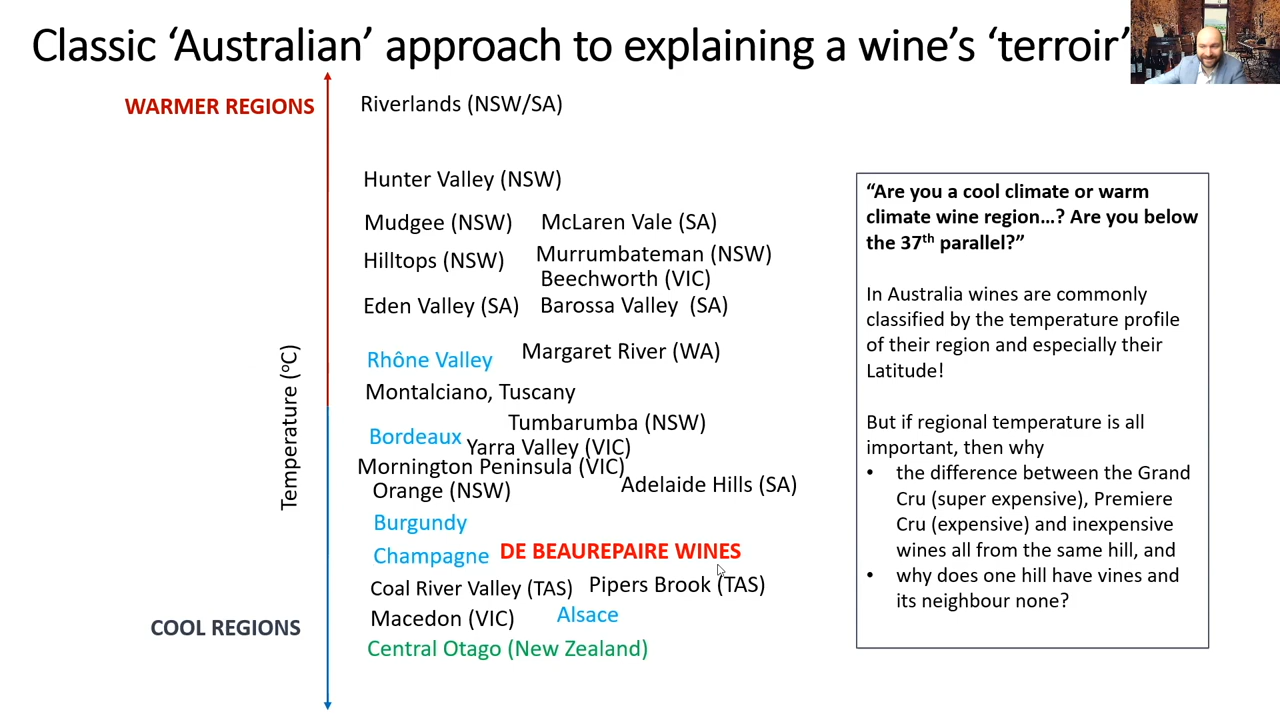 Classic ‘Australian’ approach to explaining a wine’s ‘terroir’
WARMER REGIONS
Riverlands (NSW/SA)
Hunter Valley (NSW)
Mudgee (NSW)
McLaren Vale (SA)
Hilltops (NSW)
Murrumbateman (NSW)
Beechworth (VIC)
Eden Valley (SA)
Barossa Valley (SA)
Rhône Valley
Margaret River (WA)
Montalciano, Tuscany
Tumbarumba (NSW)
Bordeaux
Yarra Valley (VIC)
Mornington Peninsula (VIC)
Orange (NSW)
Adelaide Hills (SA)
Burgundy
Champagne
DE BEAUREPAIRE WINES
Coal River Valley (TAS)
Pipers Brook (TAS)
Macedon (VIC)
Alsace
Central Otago (New Zealand)
Temperature (°C)
COOL REGIONS
“Are you a cool climate or warm
climate wine region…? Are you below
the 37th parallel?”
In Australia wines are commonly
classified by the temperature profile
of their region and especially their
Latitude!
But if regional temperature is all
important, then why
• the difference between the Grand
Cru (super expensive), Premiere
Cru (expensive) and inexpensive
wines all from the same hill, and
• why does one hill have vines and
its neighbour none?